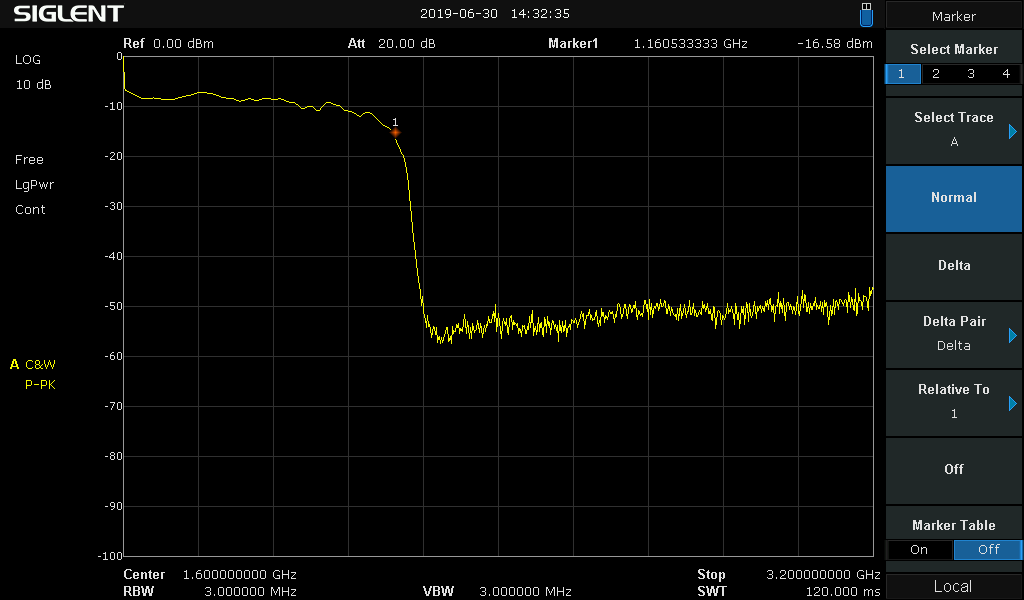 SIGLENT
2019-06-30 14:32:35
Ref 0.00 dBm Att 20.00 dB Marker1 1.160533333 GHz -16.58 dBm
LOG
10 dB
Free
LgPwr
Cont
A C&W
P-PK
0
-10
-20
-30
-40
-50
-60
-70
-80
-90
-100
1
Center 1.600000000 GHz Stop 3.200000000 GHz
RBW 3.000000 MHz VBW 3.000000 MHz SWT 120.000 ms
Marker
Select Marker
1 2 3 4
Select Trace
A
Normal
Delta
Delta Pair
Delta
Relative To
1
Off
Marker Table
On Off
Local